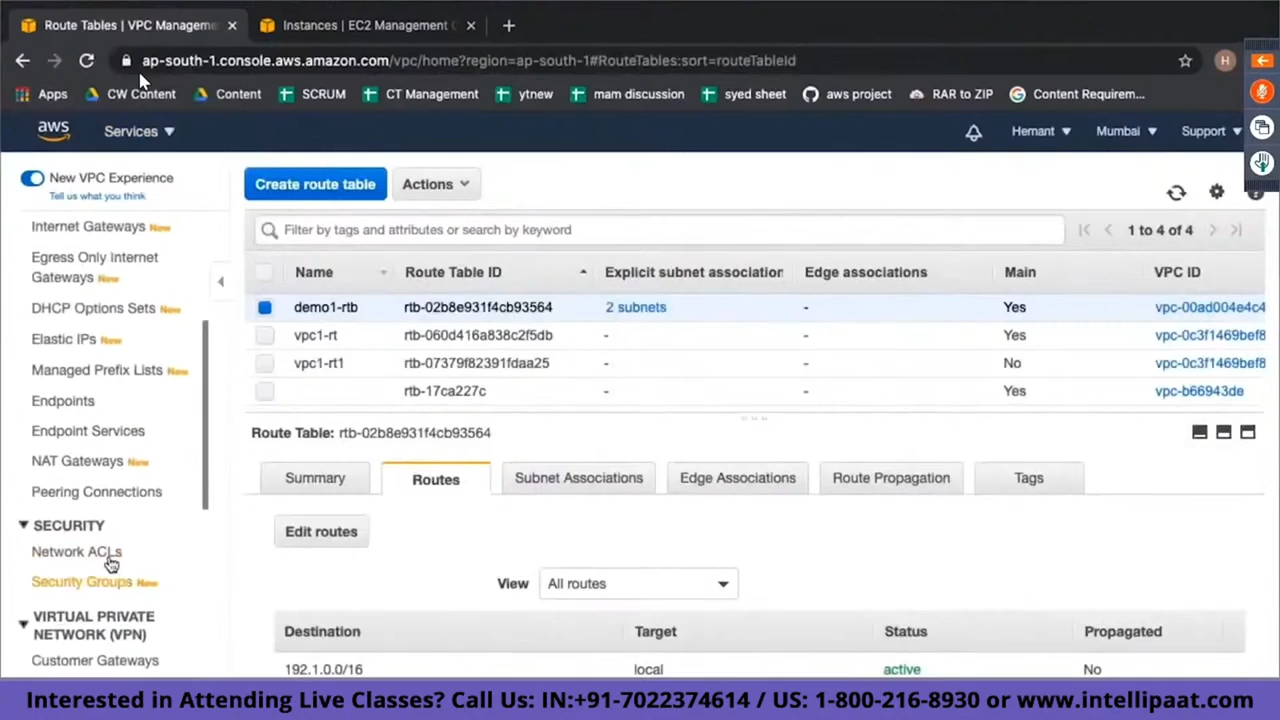 Route Tables | VPC Manageme
Instances | EC2 Management
ap-south-1.console.aws.amazon.com/vpc/home?region=ap-south-1#RouteTables:sort=routeTableId
H
Apps CW Content Content SCRUM CT Management ytnew mam discussion syed sheet aws project RAR to ZIP Content Requirem...
aws Services Hemant Mumbai Support
New VPC Experience
Tell us what you think
Internet Gateways New
Egress Only Internet
Gateways New
DHCP Options Sets New
Elastic IPs New
Managed Prefix Lists New
Endpoints
Endpoint Services
NAT Gateways New
Peering Connections
SECURITY
Network ACLs
Security Groups New
VIRTUAL PRIVATE
NETWORK (VPN)
Customer Gateways
Create route table Actions
Filter by tags and attributes or search by keyword 1 to 4 of 4
Name Route Table ID Explicit subnet association Edge associations Main VPC ID
demo1-rtb rtb-02b8e931f4cb93564 2 subnets - Yes vpc-00ad004e4c4
vpc1-rt rtb-060d416a838c2f5db - - Yes vpc-0c3f1469bef8
vpc1-rt1 rtb-07379f82391fdaa25 - - No vpc-0c3f1469bef8
rtb-17ca227c - - Yes vpc-b66943de
Route Table: rtb-02b8e931f4cb93564
Summary Routes Subnet Associations Edge Associations Route Propagation Tags
Edit routes
View All routes
Destination Target Status Propagated
192.1.0.0/16 local active No
Interested in Attending Live Classes? Call Us: IN:+91-7022374614 / US: 1-800-216-8930 or www.intellipaat.com